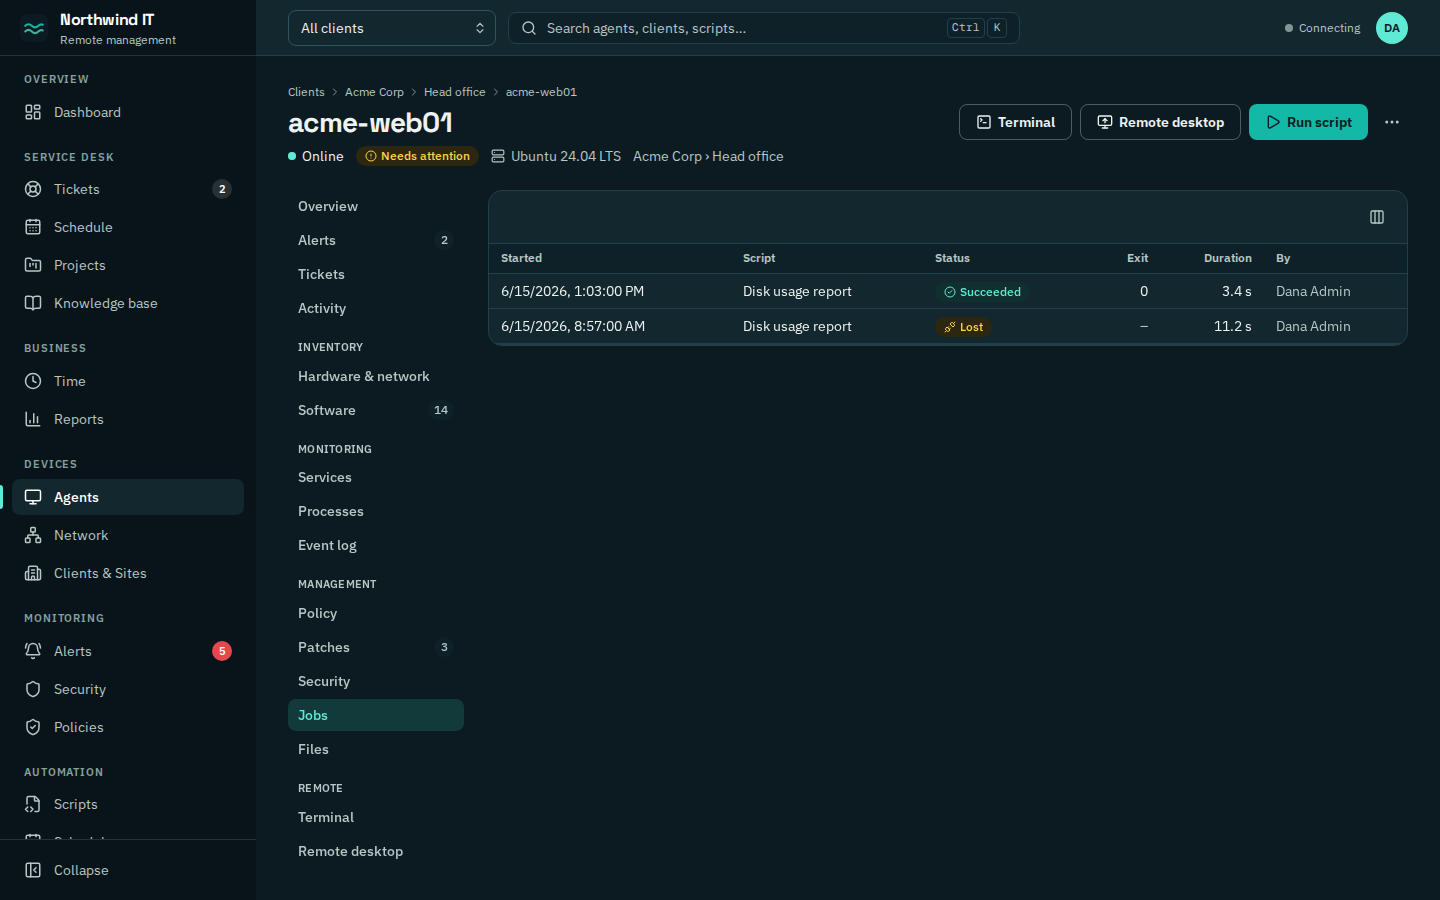 Northwind IT
Remote management
All clients
Search agents, clients, scripts...
Ctrl K
Connecting
DA
OVERVIEW
Dashboard
SERVICE DESK
Tickets 2
Schedule
Projects
Knowledge base
BUSINESS
Time
Reports
DEVICES
Agents
Network
Clients & Sites
MONITORING
Alerts 5
Security
Policies
AUTOMATION
Scripts
Collapse
Clients > Acme Corp > Head office > acme-web01
acme-web01
Online Needs attention Ubuntu 24.04 LTS Acme Corp › Head office
Terminal Remote desktop Run script
Overview
Alerts 2
Tickets
Activity
INVENTORY
Hardware & network
Software 14
MONITORING
Services
Processes
Event log
MANAGEMENT
Policy
Patches 3
Security
Jobs
Files
REMOTE
Terminal
Remote desktop
Started Script Status Exit Duration By
6/15/2026, 1:03:00 PM Disk usage report Succeeded 0 3.4 s Dana Admin
6/15/2026, 8:57:00 AM Disk usage report Lost – 11.2 s Dana Admin